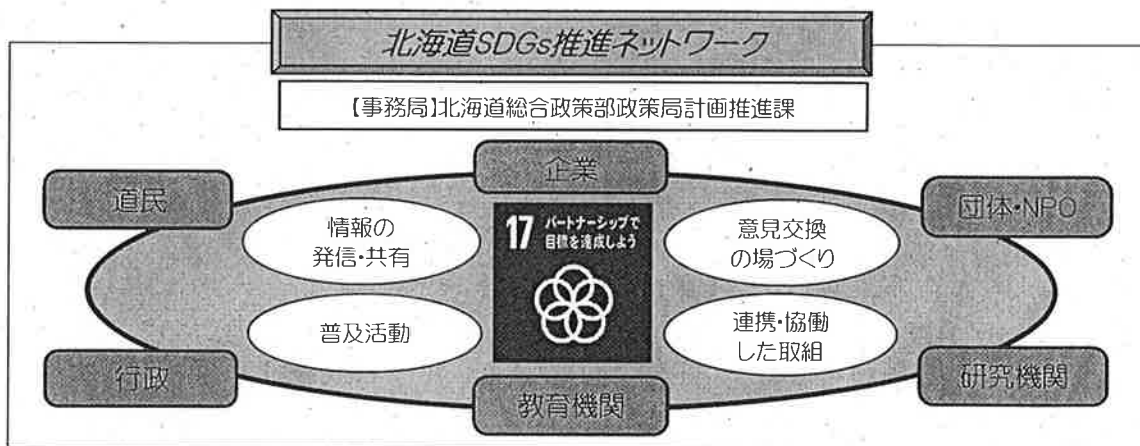 北海道SDGs推進ネットワーク
【事務局】北海道総合政策部政策局計画推進課
企業
道民
団体・NPO
情報の
発信・共有
17 パートナーシップで
目標を達成しよう
意見交換
の場づくり
普及活動
連携・協働
した取組
行政
教育機関
研究機関